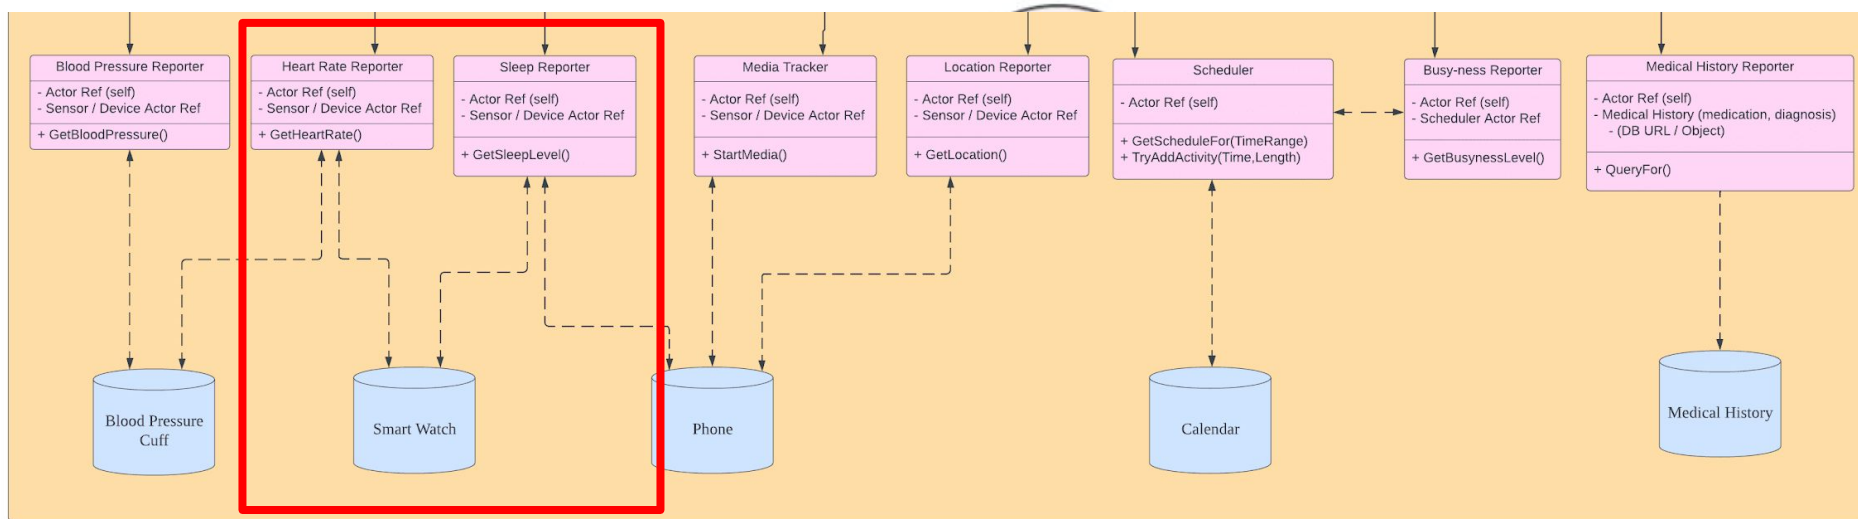 Blood Pressure Reporter
- Actor Ref (self)
- Sensor / Device Actor Ref
+ GetBloodPressure()
Heart Rate Reporter
- Actor Ref (self)
- Sensor / Device Actor Ref
+ GetHeartRate()
Sleep Reporter
- Actor Ref (self)
- Sensor / Device Actor Ref
+ GetSleepLevel()
Media Tracker
- Actor Ref (self)
- Sensor / Device Actor Ref
+ StartMedia()
Location Reporter
- Actor Ref (self)
- Sensor / Device Actor Ref
+ GetLocation()
Scheduler
- Actor Ref (self)
+ GetScheduleFor(TimeRange)
+ TryAddActivity(Time,Length)
Busy-ness Reporter
- Actor Ref (self)
- Scheduler Actor Ref
+ GetBusynessLevel()
Medical History Reporter
- Actor Ref (self)
- Medical History (medication, diagnosis)
- (DB URL / Object)
+ QueryFor()
Blood Pressure
Cuff
Smart Watch
Phone
Calendar
Medical History